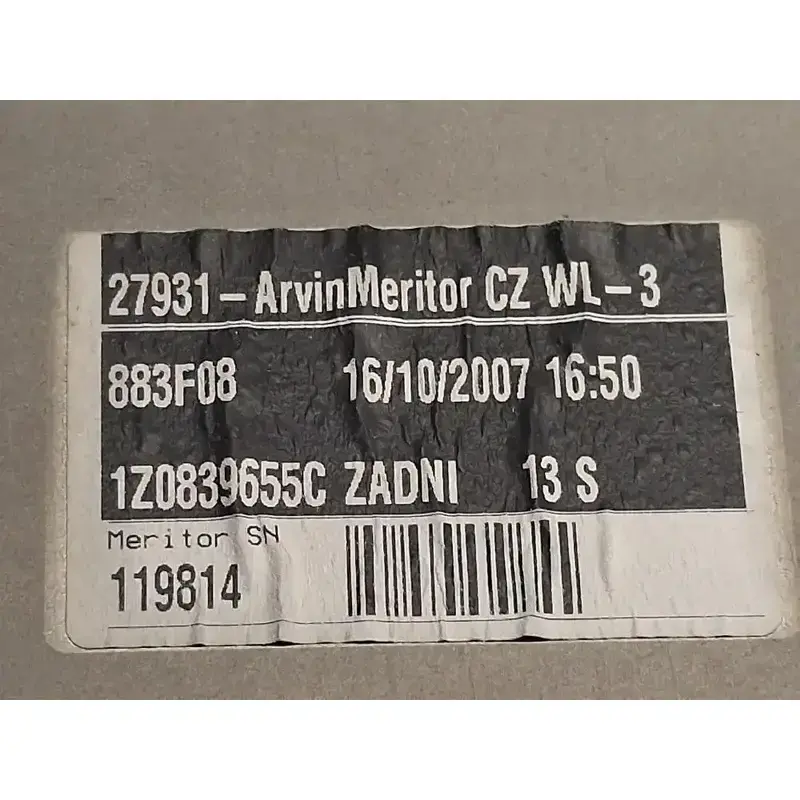 27931-ArvinMeritor CZ WL-3
883F08 16/10/2007 16:50
1Z0839655C ZADNI 13 S
Meritor SN
119814